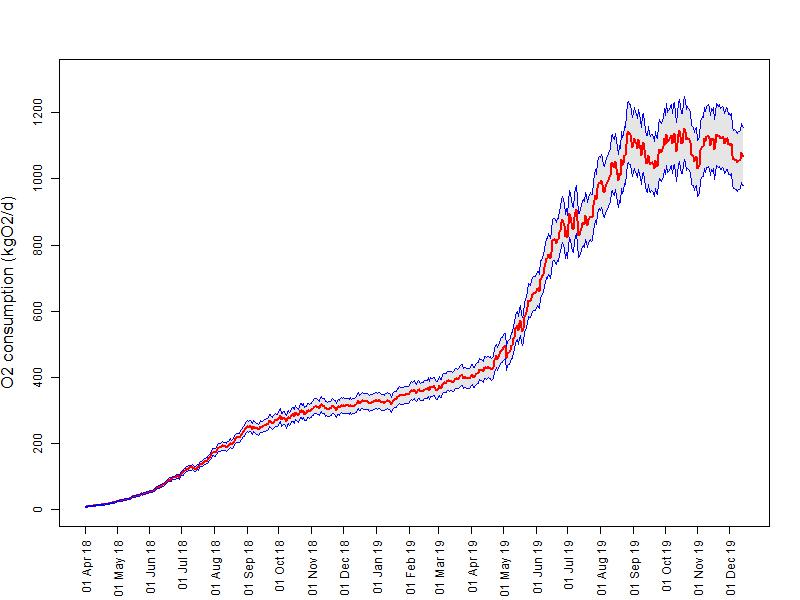 O2 consumption (kgO2/d)
1200
1000
800
600
400
200
0
01 Apr 18
01 May 18
01 Jun 18
01 Jul 18
01 Aug 18
01 Sep 18
01 Oct 18
01 Nov 18
01 Dec 18
01 Jan 19
01 Feb 19
01 Mar 19
01 Apr 19
01 May 19
01 Jun 19
01 Jul 19
01 Aug 19
01 Sep 19
01 Oct 19
01 Nov 19
01 Dec 19